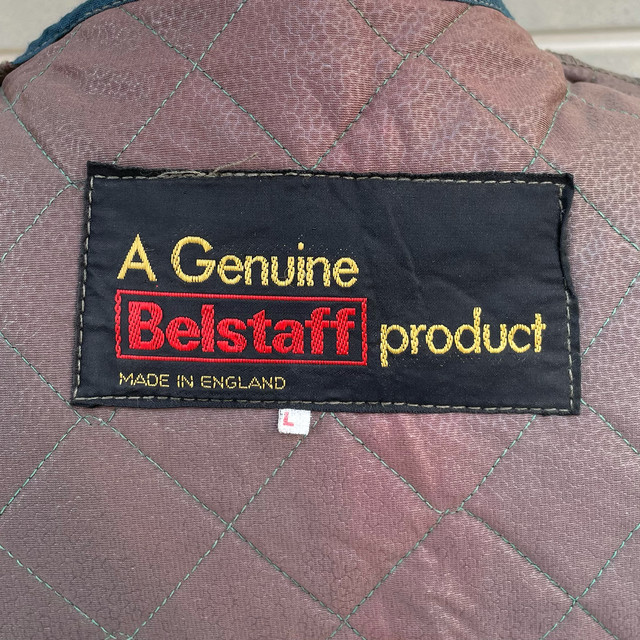 A Genuine
Belstaff product
MADE IN ENGLAND
L